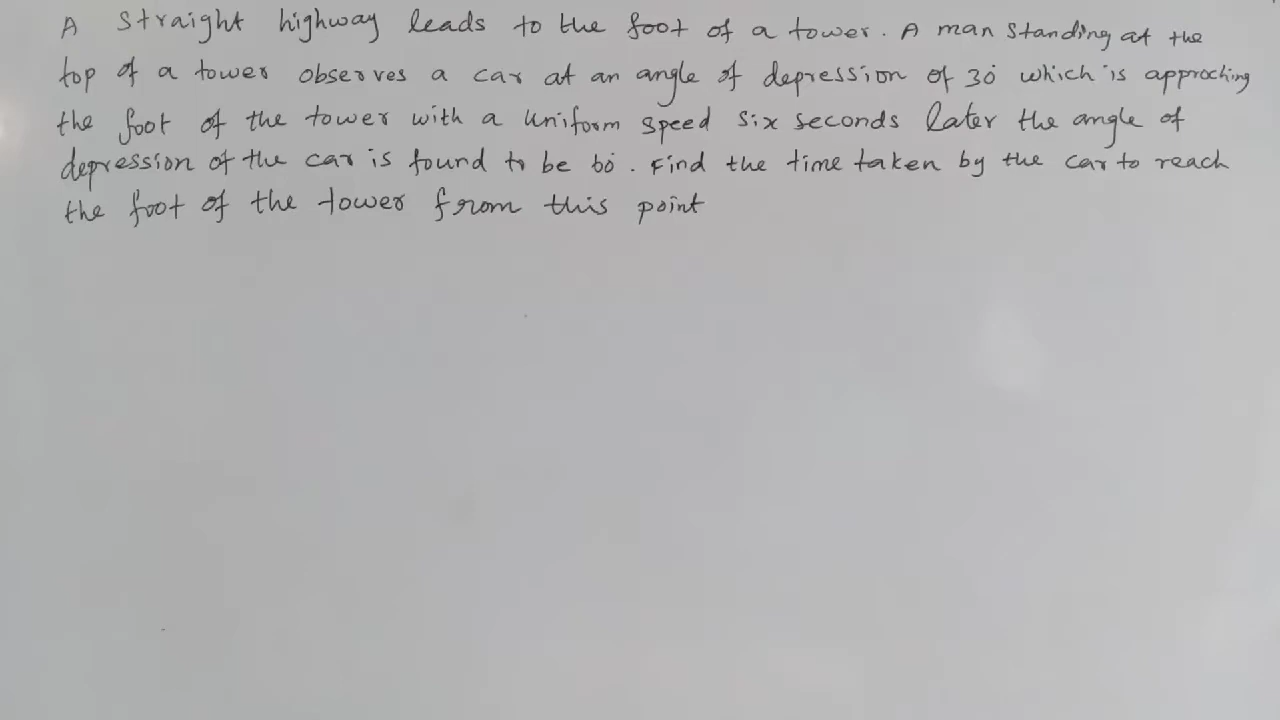 A straight highway leads to the foot of a tower. A man standing at the
top of a tower observes a car at an angle of depression of 30° which is approching
the foot of the tower with a uniform speed six seconds later the angle of
depression of the car is found to be 60°. Find the time taken by the car to reach
the foot of the tower from this point